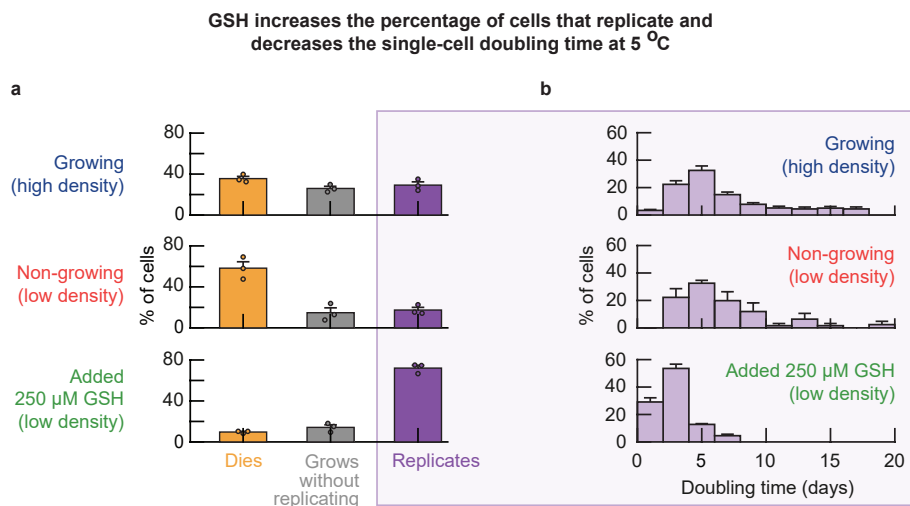 GSH increases the percentage of cells that replicate and
decreases the single-cell doubling time at 5 ºC
a
b
80
40
0
Growing
(high density)
80
40
0
Non-growing
(low density)
80
40
0
Added
250 µM GSH
(low density)
% of cells
Dies
Grows
without
replicating
Replicates
60
40
20
0
Growing
(high density)
60
40
20
0
Non-growing
(low density)
60
40
20
0
Added 250 µM GSH
(low density)
% of cells
0 5 10 15 20
Doubling time (days)